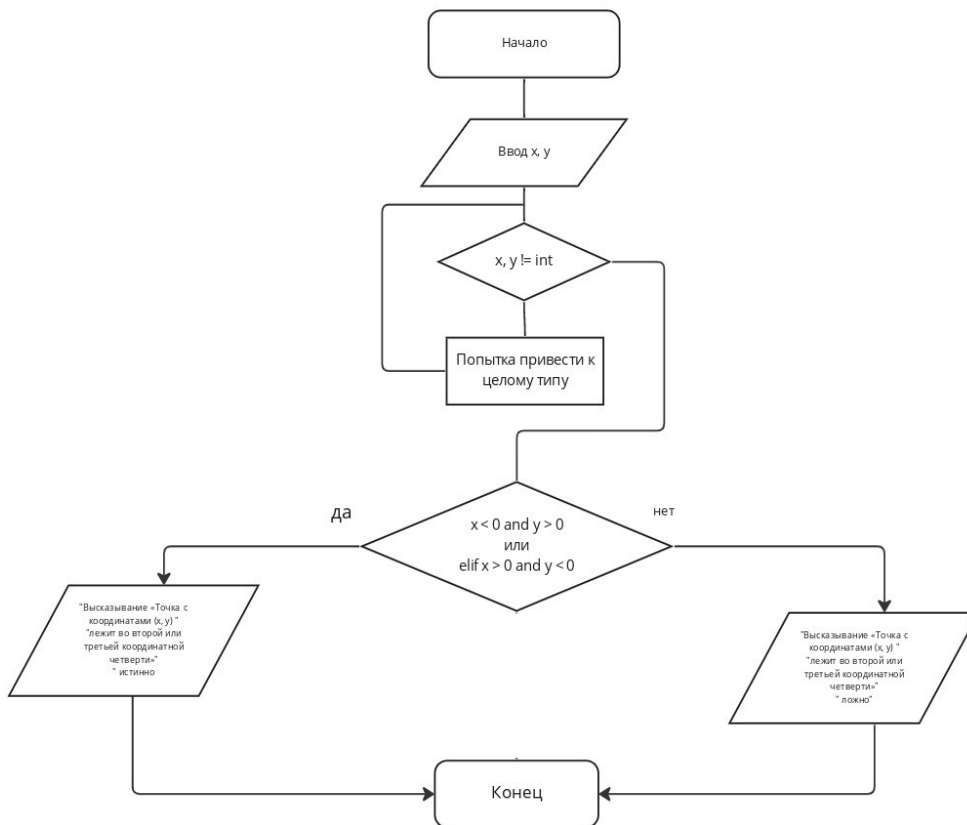 Начало
Ввод x, y
x, y != int
Попытка привести к
целому типу
да
x < 0 and y > 0
или
elif x > 0 and y < 0
нет
"Высказывание «Точка с
координатами (x, y) "
"лежит во второй или
третьей координатной
четверти»"
" истинно
"Высказывание «Точка с
координатами (x, y) "
"лежит во второй или
третьей координатной
четверти»"
" ложно"
Конец